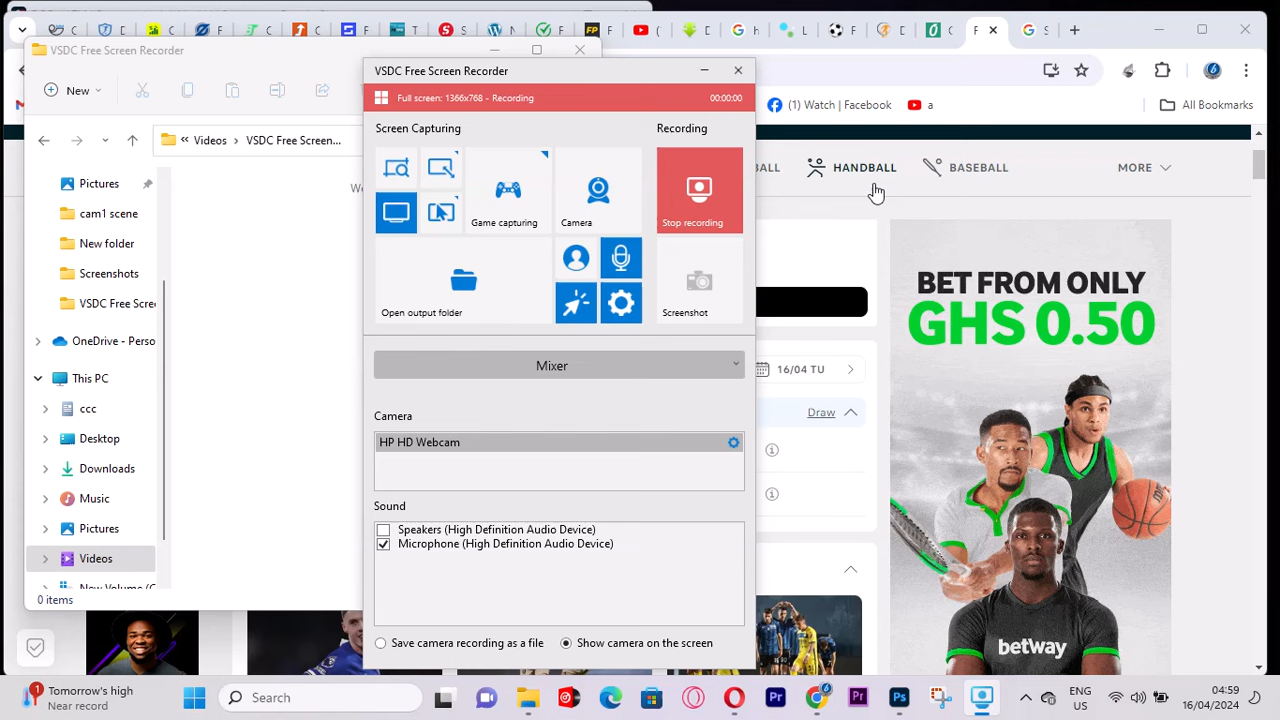 VSDC Free Screen Recorder
New
Videos
VSDC Free Screen...
Pictures
cam1 scene
New folder
Screenshots
VSDC Free Scre
OneDrive - Perso
This PC
ccc
Desktop
Downloads
Music
Pictures
Videos
0 items
VSDC Free Screen Recorder
Full screen: 1366x768 - Recording
00:00:00
Screen Capturing
Recording
Game capturing
Camera
Stop recording
Open output folder
Screenshot
Mixer
Camera
HP HD Webcam
Sound
Speakers (High Definition Audio Device)
Microphone (High Definition Audio Device)
Save camera recording as a file
Show camera on the screen
(1) Watch | Facebook
a
All Bookmarks
BALL
HANDBALL
BASEBALL
MORE
16/04 TU
Draw
BET FROM ONLY
GHS 0.50
betway
Tomorrow's high
Near record
Search
ENG
US
04:59
16/04/2024